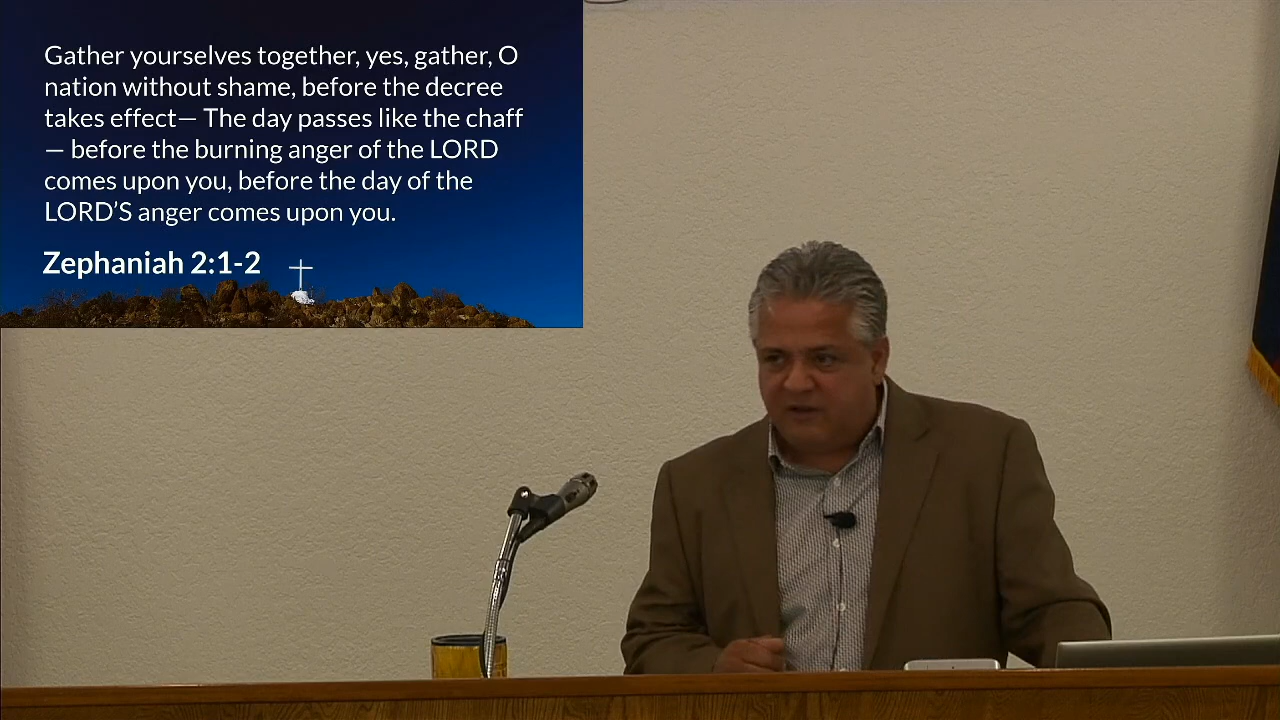 Gather yourselves together, yes, gather, O
nation without shame, before the decree
takes effect— The day passes like the chaff
— before the burning anger of the LORD
comes upon you, before the day of the
LORD’S anger comes upon you.
Zephaniah 2:1-2